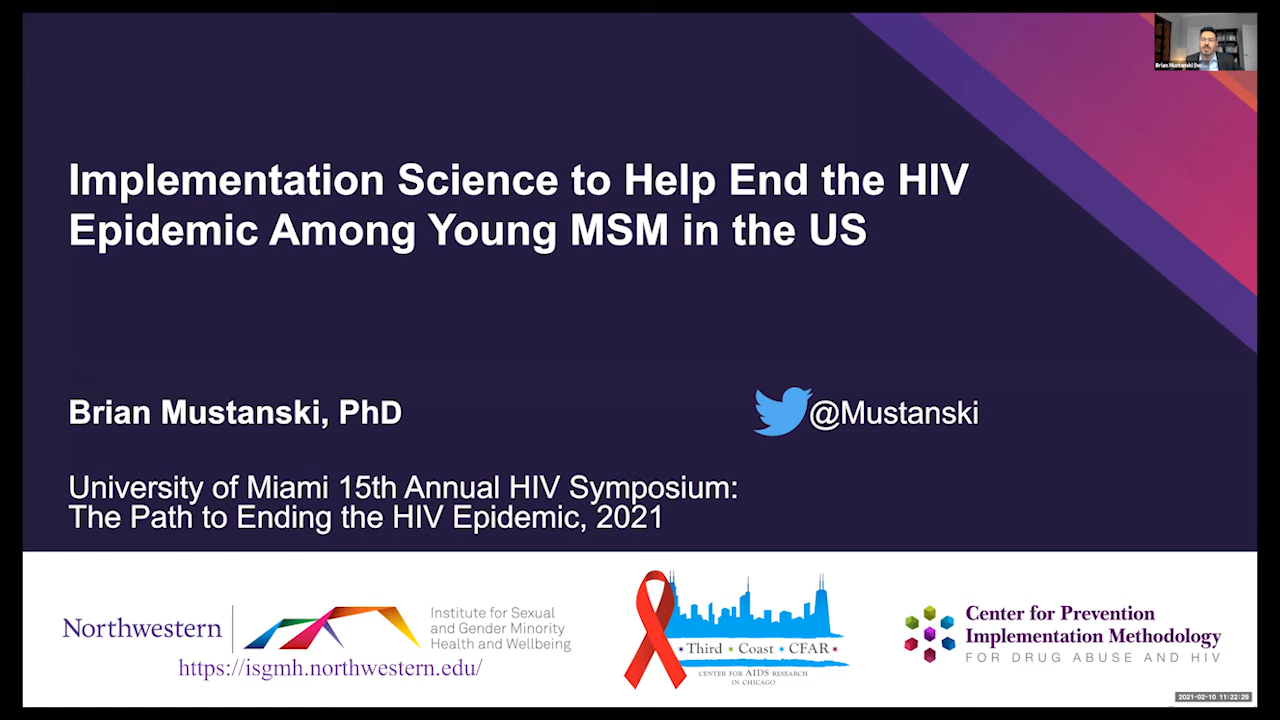 Brian Mustanski (he/
Implementation Science to Help End the HIV
Epidemic Among Young MSM in the US
Brian Mustanski, PhD
@Mustanski
University of Miami 15th Annual HIV Symposium:
The Path to Ending the HIV Epidemic, 2021
Northwestern
Institute for Sexual
and Gender Minority
Health and Wellbeing
https://isgmh.northwestern.edu/
Third Coast CFAR
CENTER FOR AIDS RESEARCH
IN CHICAGO
Center for Prevention
Implementation Methodology
FOR DRUG ABUSE AND HIV
2021-02-10 11:22:29